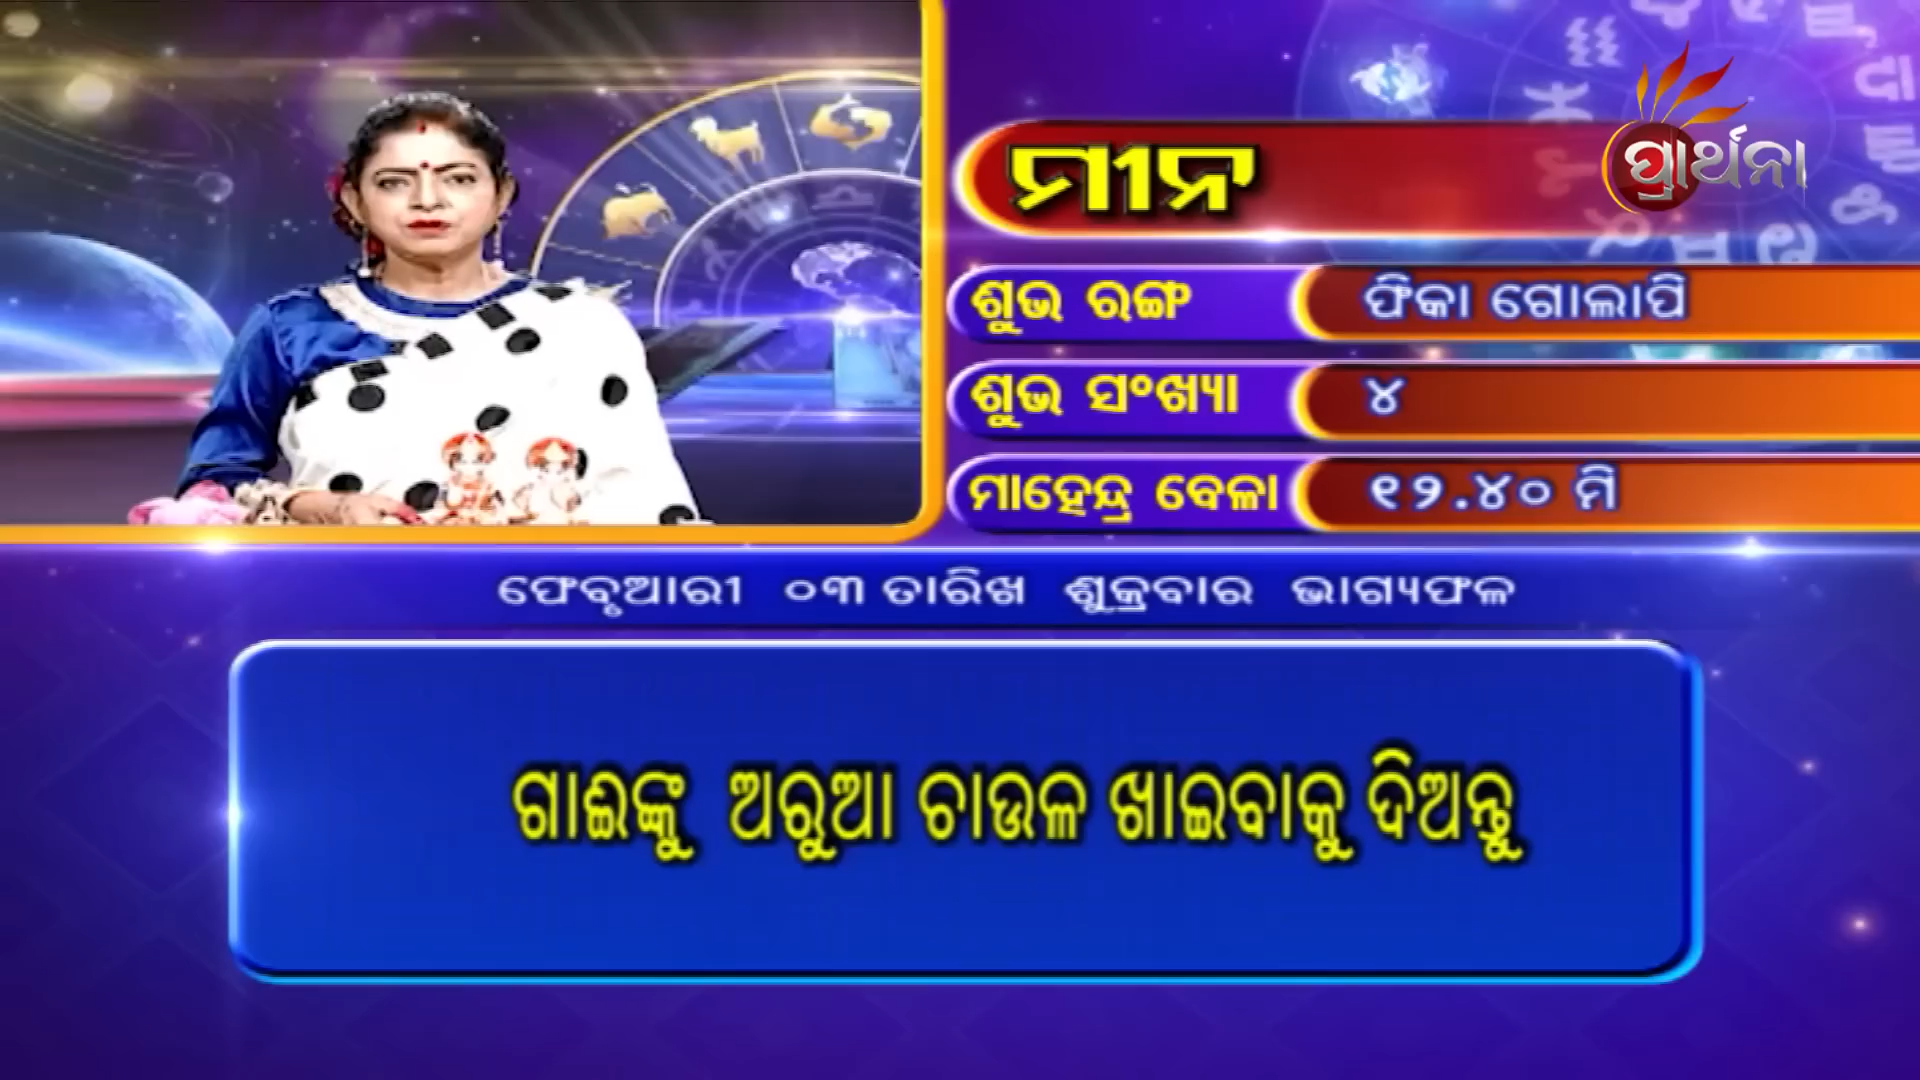 ମୀନ
ପ୍ରାର୍ଥନା
ଶୁଭ ରଙ୍ଗ ଫିକା ଗୋଲାପି
ଶୁଭ ସଂଖ୍ୟା ୪
ମାହେନ୍ଦ୍ର ବେଳା ୧୨.୪୦ ମି
ଫେବୃଆରୀ ୦୩ ତାରିଖ ଶୁକ୍ରବାର ଭାଗ୍ୟଫଳ
ଗାଈଙ୍କୁ ଅରୁଆ ଚାଉଳ ଖାଇବାକୁ ଦିଅନ୍ତୁ